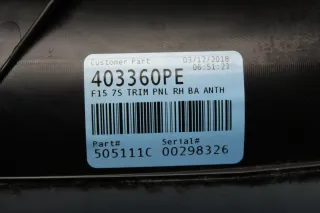 Customer Part 03/12/2018
06:51:23
403360PE
F15 7S TRIM PNL RH BA ANTH
Part# Serial#
505111C 00298326